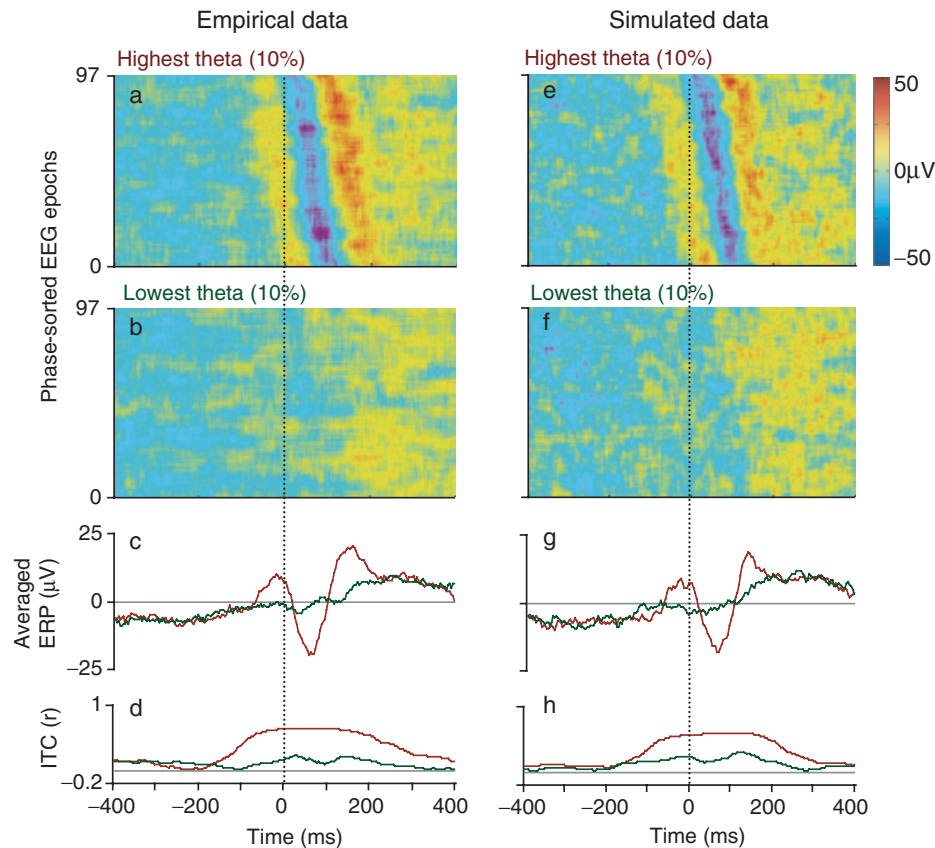 Empirical data
Simulated data
Highest theta (10%)
Highest theta (10%)
97
a
e
50
0μV
−50
0
Phase-sorted EEG epochs
Lowest theta (10%)
Lowest theta (10%)
97
b
f
0
25
c
g
0
−25
Averaged
ERP (μV)
1
d
h
ITC (r)
−0.2
−400 −200 0 200 400
−400 −200 0 200 400
Time (ms)
Time (ms)